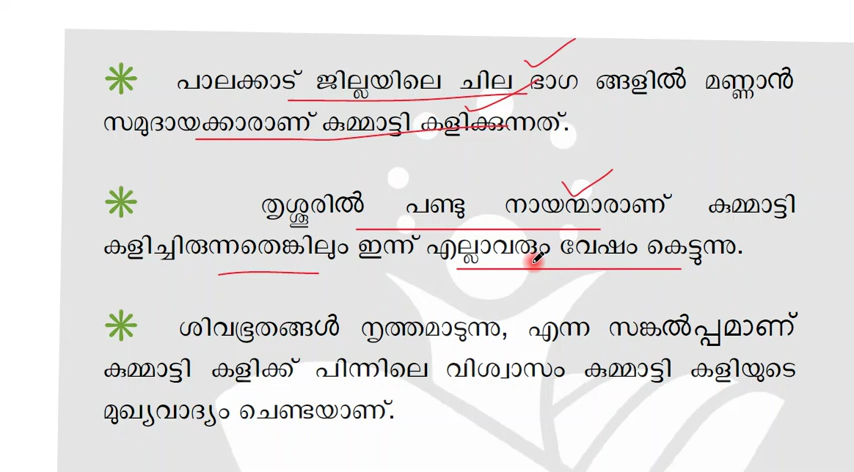 പാലക്കാട് ജില്ലയിലെ ചില ഭാഗ ങ്ങളിൽ മണ്ണാൻ
സമുദായക്കാരാണ് കുമ്മാട്ടി കളിക്കുന്നത്.
തൃശ്ശൂരിൽ പണ്ടു നായന്മാരാണ് കുമ്മാട്ടി
കളിച്ചിരുന്നതെങ്കിലും ഇന്ന് എല്ലാവരും വേഷം കെട്ടുന്നു.
ശിവഭൂതങ്ങൾ നൃത്തമാടുന്നു, എന്ന സങ്കൽപ്പമാണ്
കുമ്മാട്ടി കളിക്ക് പിന്നിലെ വിശ്വാസം കുമ്മാട്ടി കളിയുടെ
മുഖ്യവാദ്യം ചെണ്ടയാണ്.